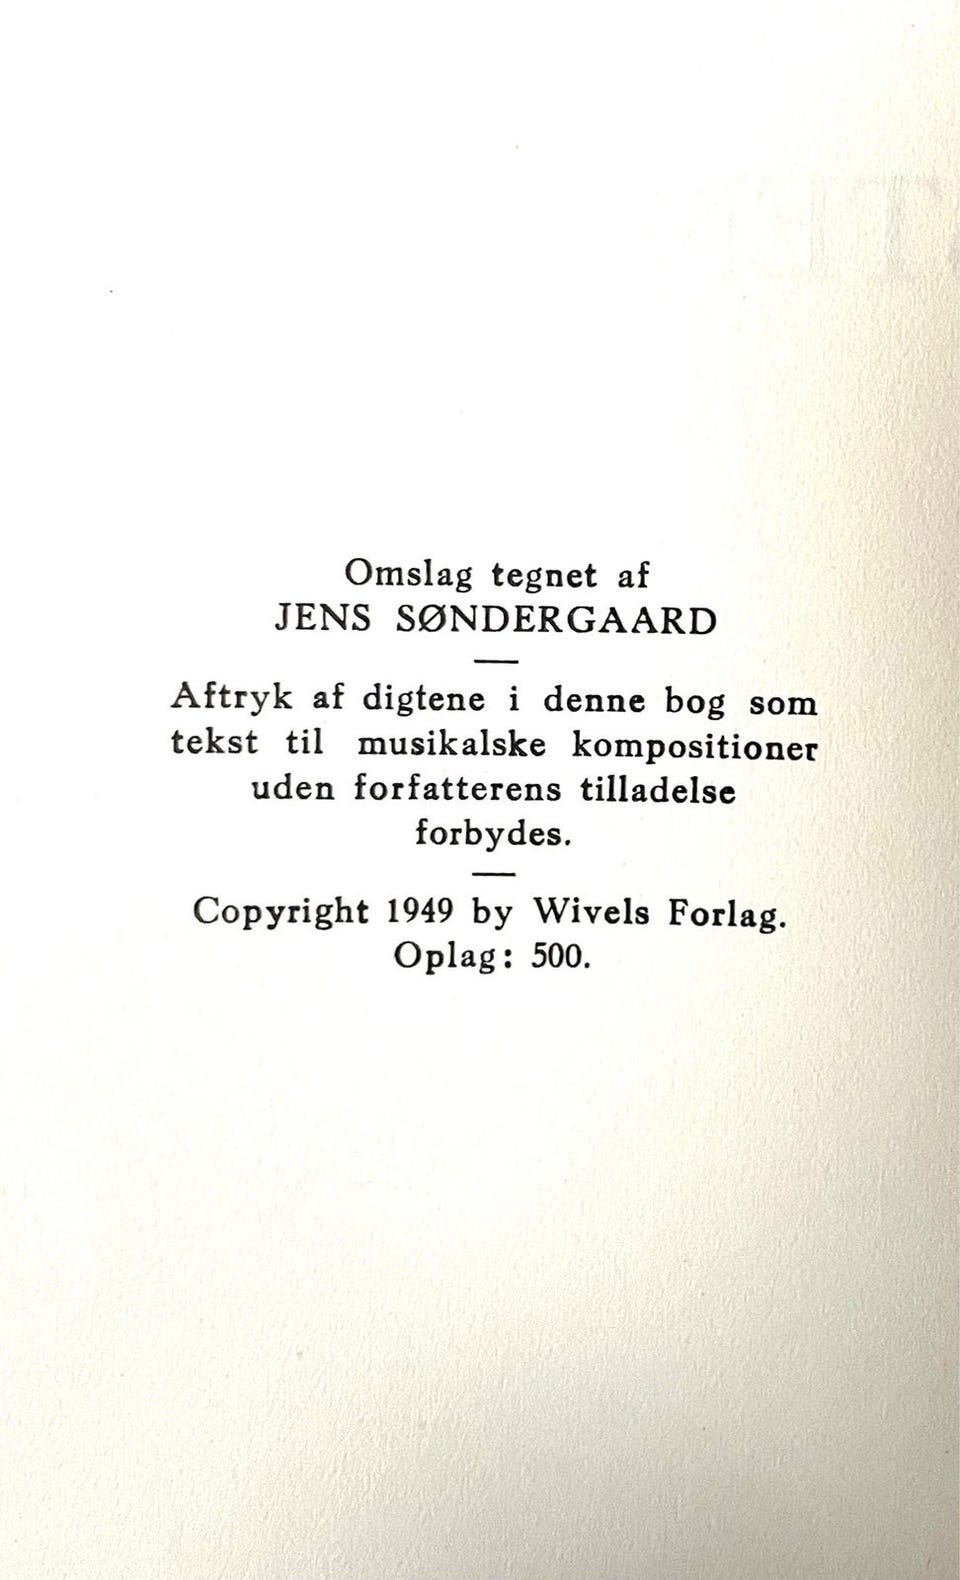 Omslag tegnet af
JENS SØNDERGAARD
Aftryk af digtene i denne bog som
tekst til musikalske kompositioner
uden forfatterens tilladelse
forbydes.
Copyright 1949 by Wivels Forlag.
Oplag: 500.